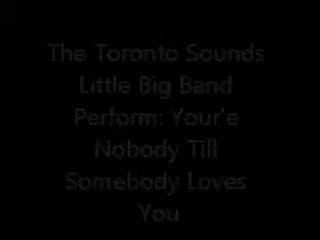 The Toronto Sounds
Little Big Band
Perform: Your'e
Nobody Till
Somebody Loves
You